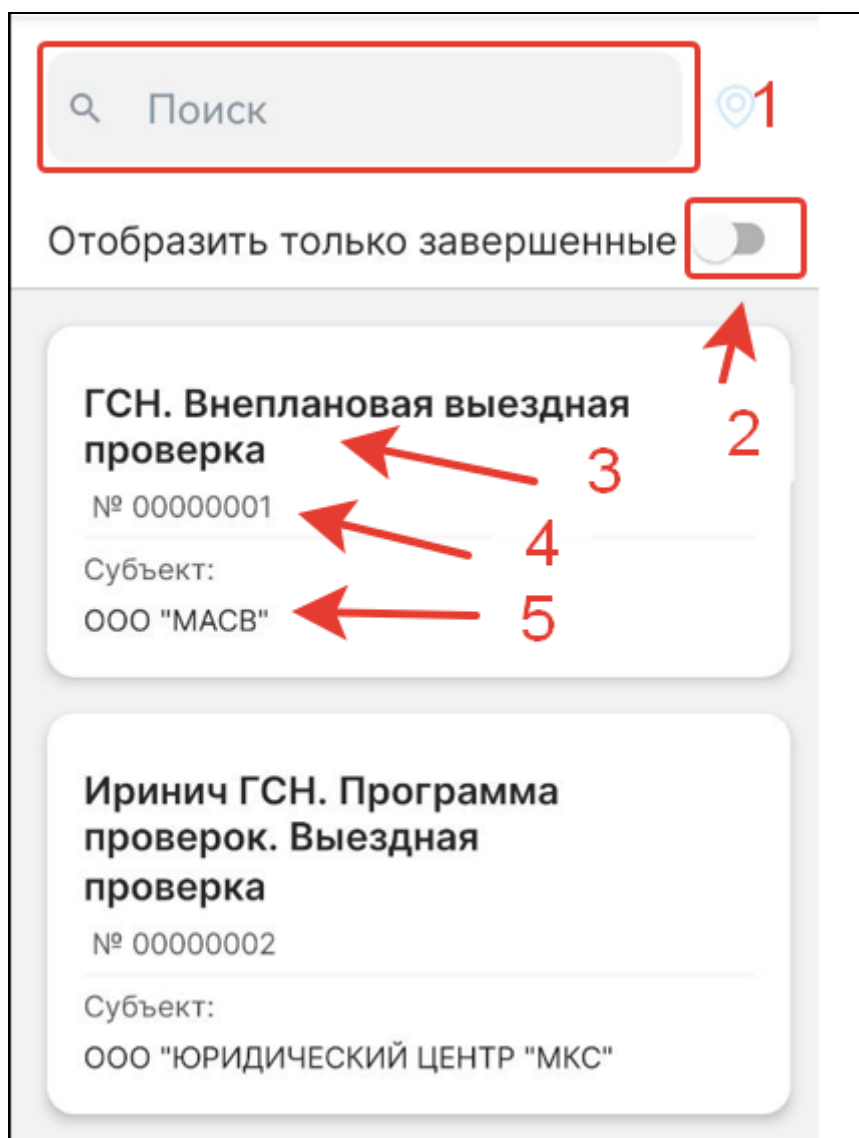 Поиск
1
Отобразить только завершенные
2
ГСН. Внеплановая выездная
проверка
3
№ 00000001
4
Субъект:
ООО "МАСВ"
5
Иринич ГСН. Программа
проверок. Выездная
проверка
№ 00000002
Субъект:
ООО "ЮРИДИЧЕСКИЙ ЦЕНТР "МКС"